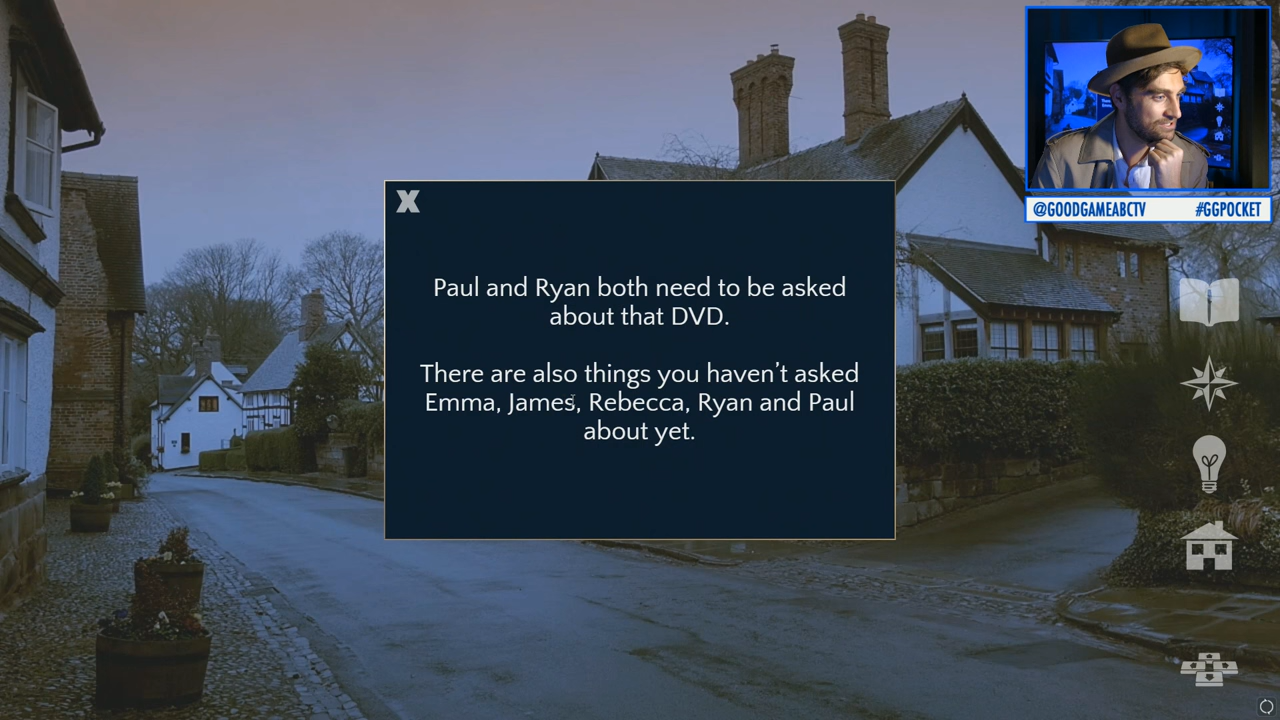 @GOODGAMEABCTV #GGPOCKET
X
Paul and Ryan both need to be asked
about that DVD.
There are also things you haven't asked
Emma, James, Rebecca, Ryan and Paul
about yet.